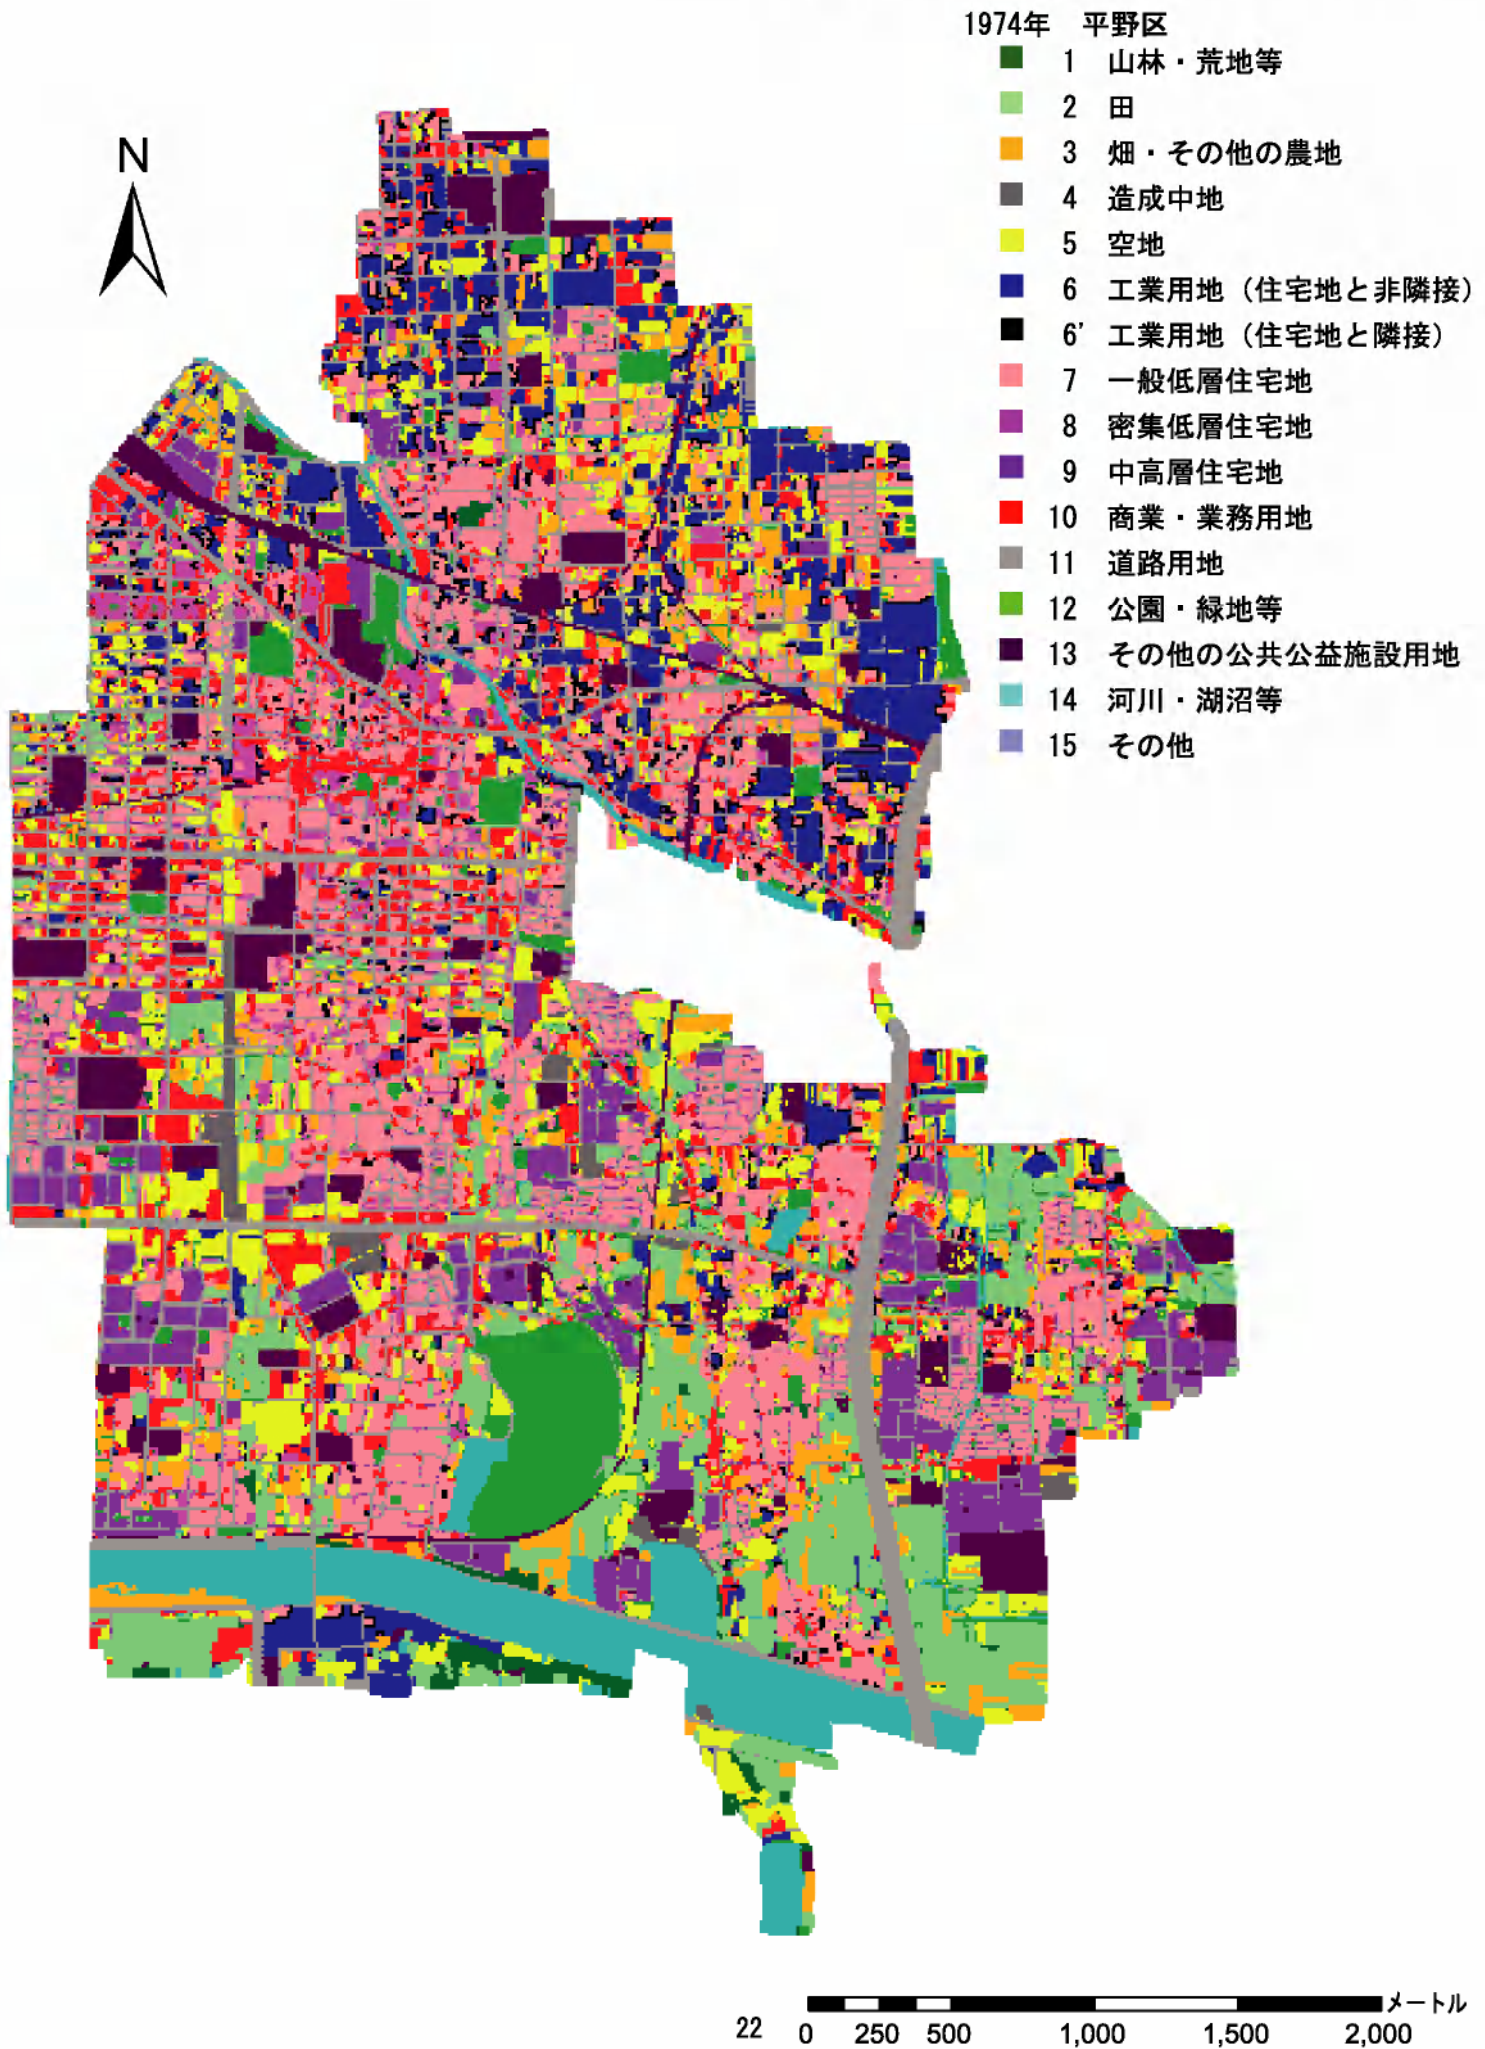 1974年 平野区
1 山林・荒地等
2 田
3 畑・その他の農地
4 造成中地
5 空地
6 工業用地（住宅地と非隣接）
6' 工業用地（住宅地と隣接）
7 一般低層住宅地
8 密集低層住宅地
9 中高層住宅地
10 商業・業務用地
11 道路用地
12 公園・緑地等
13 その他の公共公益施設用地
14 河川・湖沼等
15 その他
N
メートル
0 250 500 1,000 1,500 2,000
22